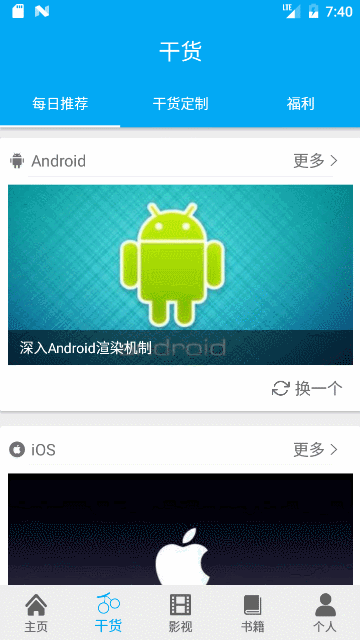 LTE 7:40
干货
每日推荐 干货定制 福利
Android 更多
深入Android渲染机制
android
换一个
iOS 更多
主页 干货 影视 书籍 个人